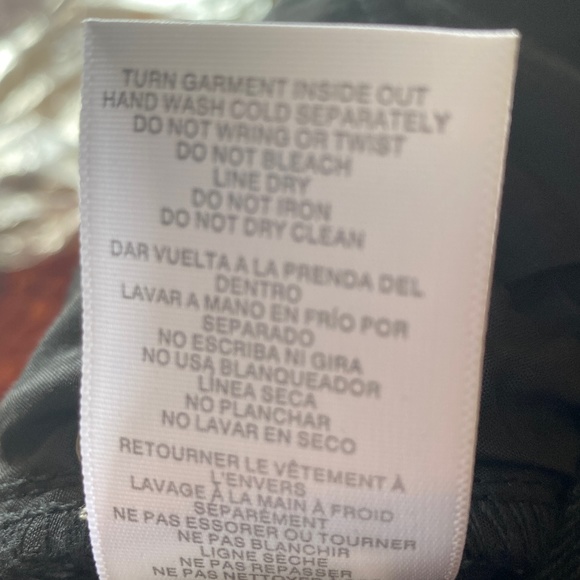 TURN GARMENT INSIDE OUT
HAND WASH COLD SEPARATELY
DO NOT WRING OR TWIST
DO NOT BLEACH
LINE DRY
DO NOT IRON
DO NOT DRY CLEAN
DAR VUELTA A LA PRENDA DEL
DENTRO
LAVAR A MANO EN FRÍO POR
SEPARADO
NO ESCRIBA NI GIRA
NO USA BLANQUEADOR
LÍNEA SECA
NO PLANCHAR
NO LAVAR EN SECO
RETOURNER LE VÊTEMENT À
L'ENVERS
LAVAGE À LA MAIN À FROID
SÉPARÉMENT
NE PAS ESSORER OU TOURNER
NE PAS BLANCHIR
LIGNE SÈCHE
NE PAS REPASSER
NE PAS